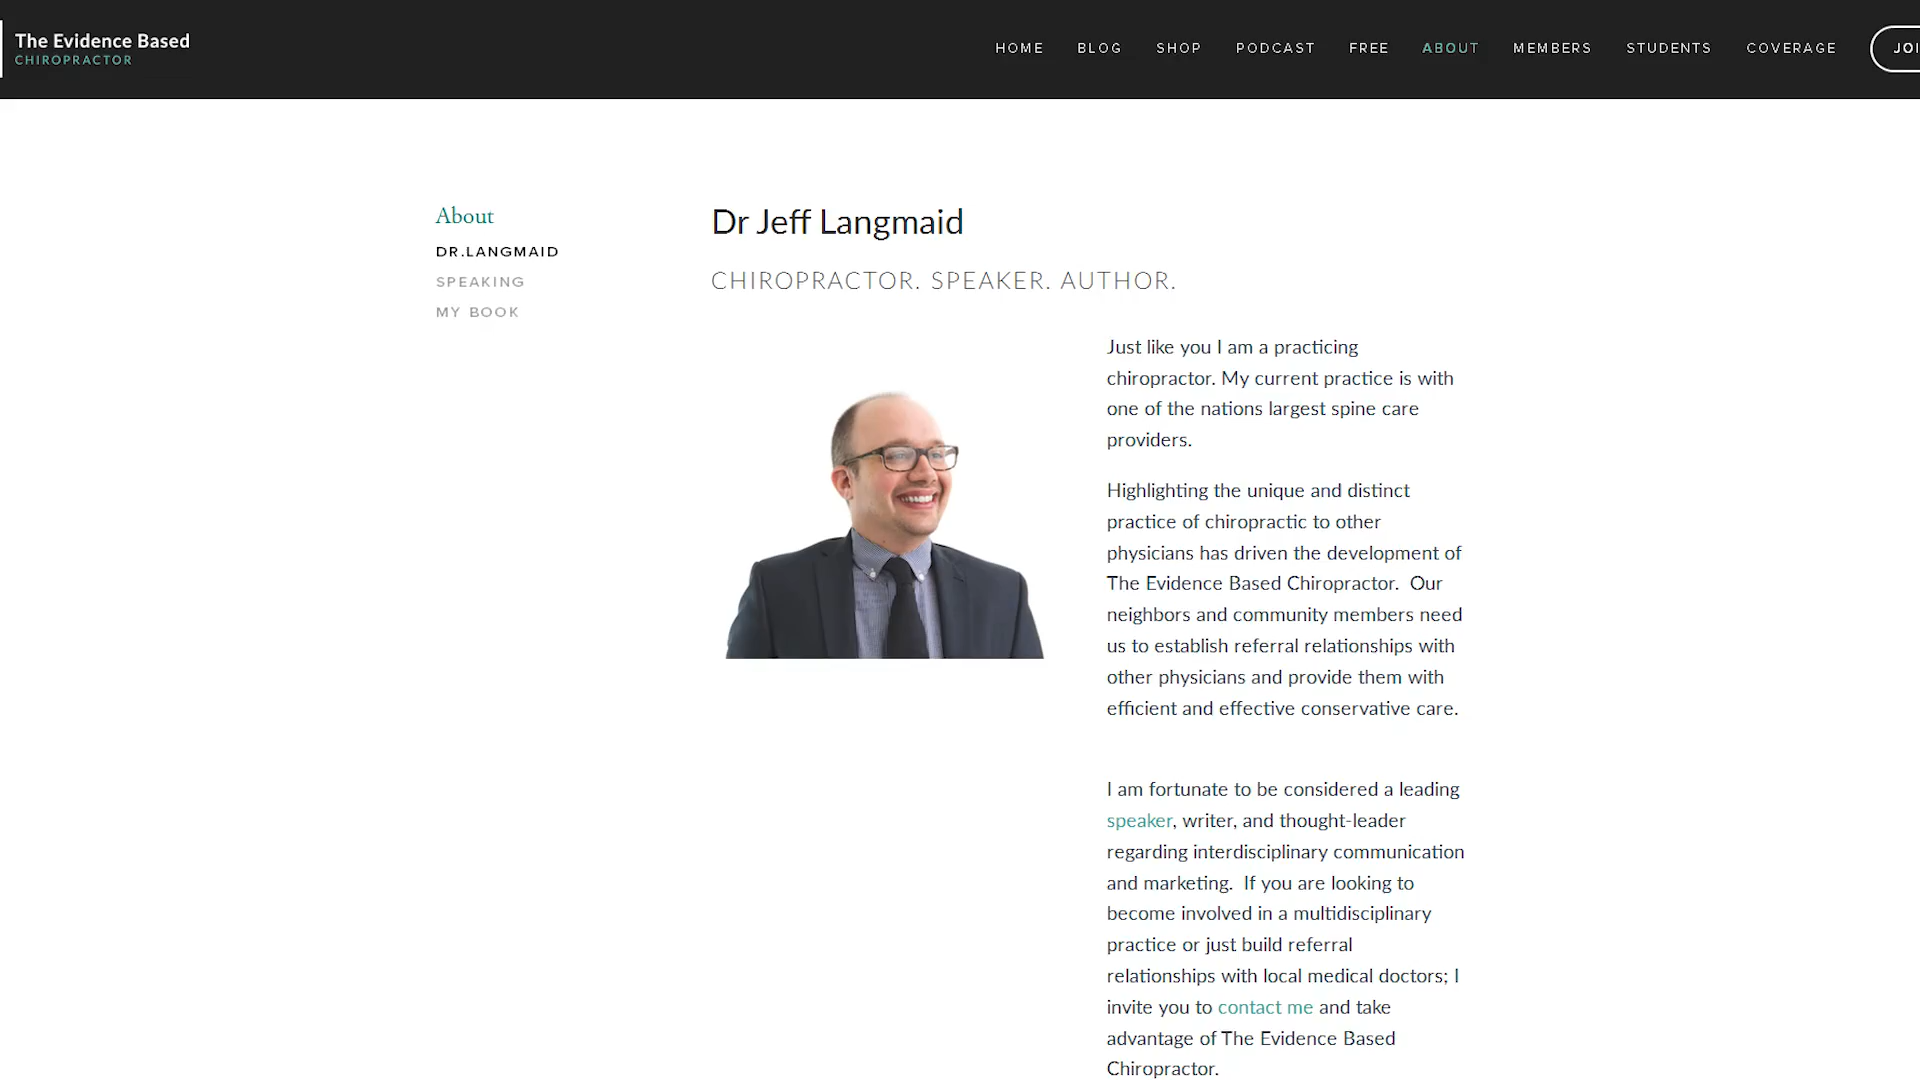 The Evidence Based
CHIROPRACTOR
HOME BLOG SHOP PODCAST FREE ABOUT MEMBERS STUDENTS COVERAGE
About
DR.LANGMAID
SPEAKING
MY BOOK
Dr Jeff Langmaid
CHIROPRACTOR. SPEAKER. AUTHOR.
Just like you I am a practicing
chiropractor. My current practice is with
one of the nations largest spine care
providers.
Highlighting the unique and distinct
practice of chiropractic to other
physicians has driven the development of
The Evidence Based Chiropractor.  Our
neighbors and community members need
us to establish referral relationships with
other physicians and provide them with
efficient and effective conservative care.
I am fortunate to be considered a leading
speaker, writer, and thought-leader
regarding interdisciplinary communication
and marketing.  If you are looking to
become involved in a multidisciplinary
practice or just build referral
relationships with local medical doctors; I
invite you to contact me and take
advantage of The Evidence Based
Chiropractor.